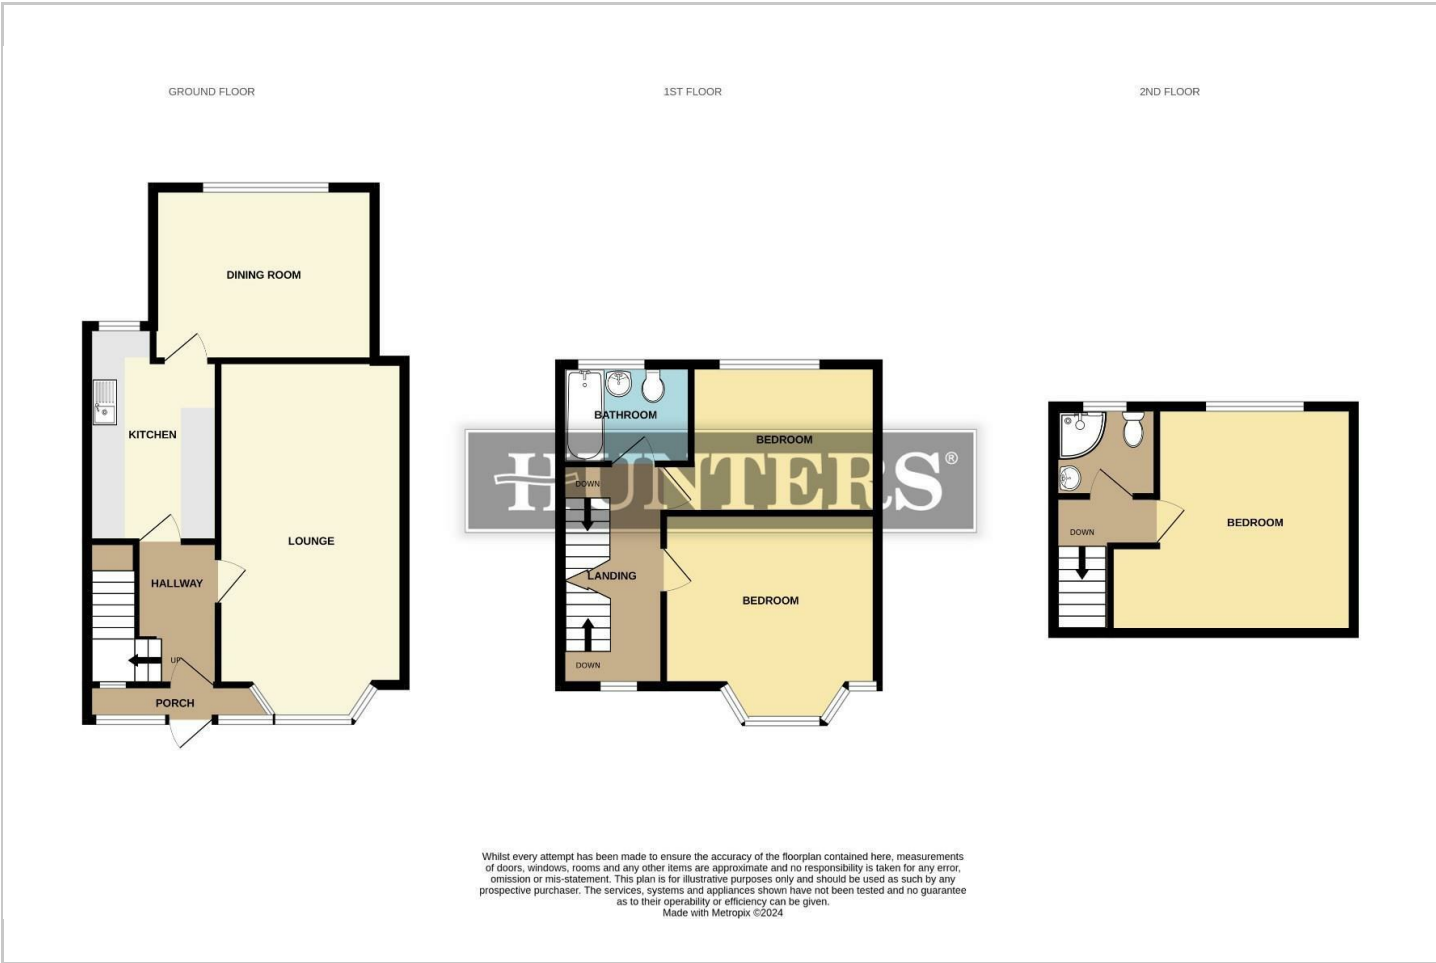 GROUND FLOOR
1ST FLOOR
2ND FLOOR
DINING ROOM
KITCHEN
LOUNGE
HALLWAY
UP
PORCH
BATHROOM
BEDROOM
HUNTERS®
DOWN
LANDING
BEDROOM
DOWN
DOWN
BEDROOM
Whilst every attempt has been made to ensure the accuracy of the floorplan contained here, measurements
of doors, windows, rooms and any other items are approximate and no responsibility is taken for any error,
omission or mis-statement. This plan is for illustrative purposes only and should be used as such by any
prospective purchaser. The services, systems and appliances shown have not been tested and no guarantee
as to their operability or efficiency can be given.
Made with Metropix ©2024